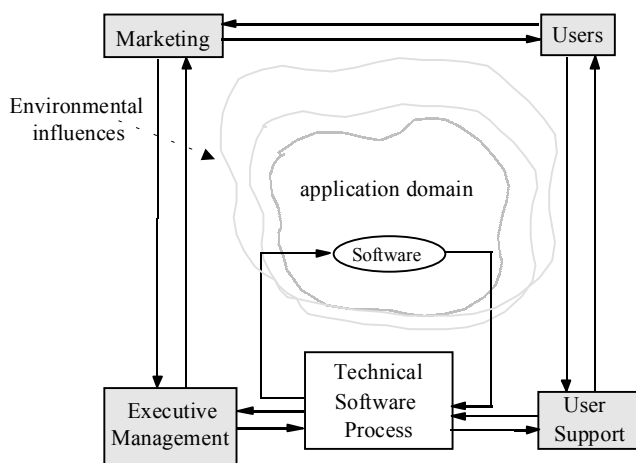 Marketing
Users
Environmental
influences
application domain
Software
Technical
Software
Process
Executive
Management
User
Support